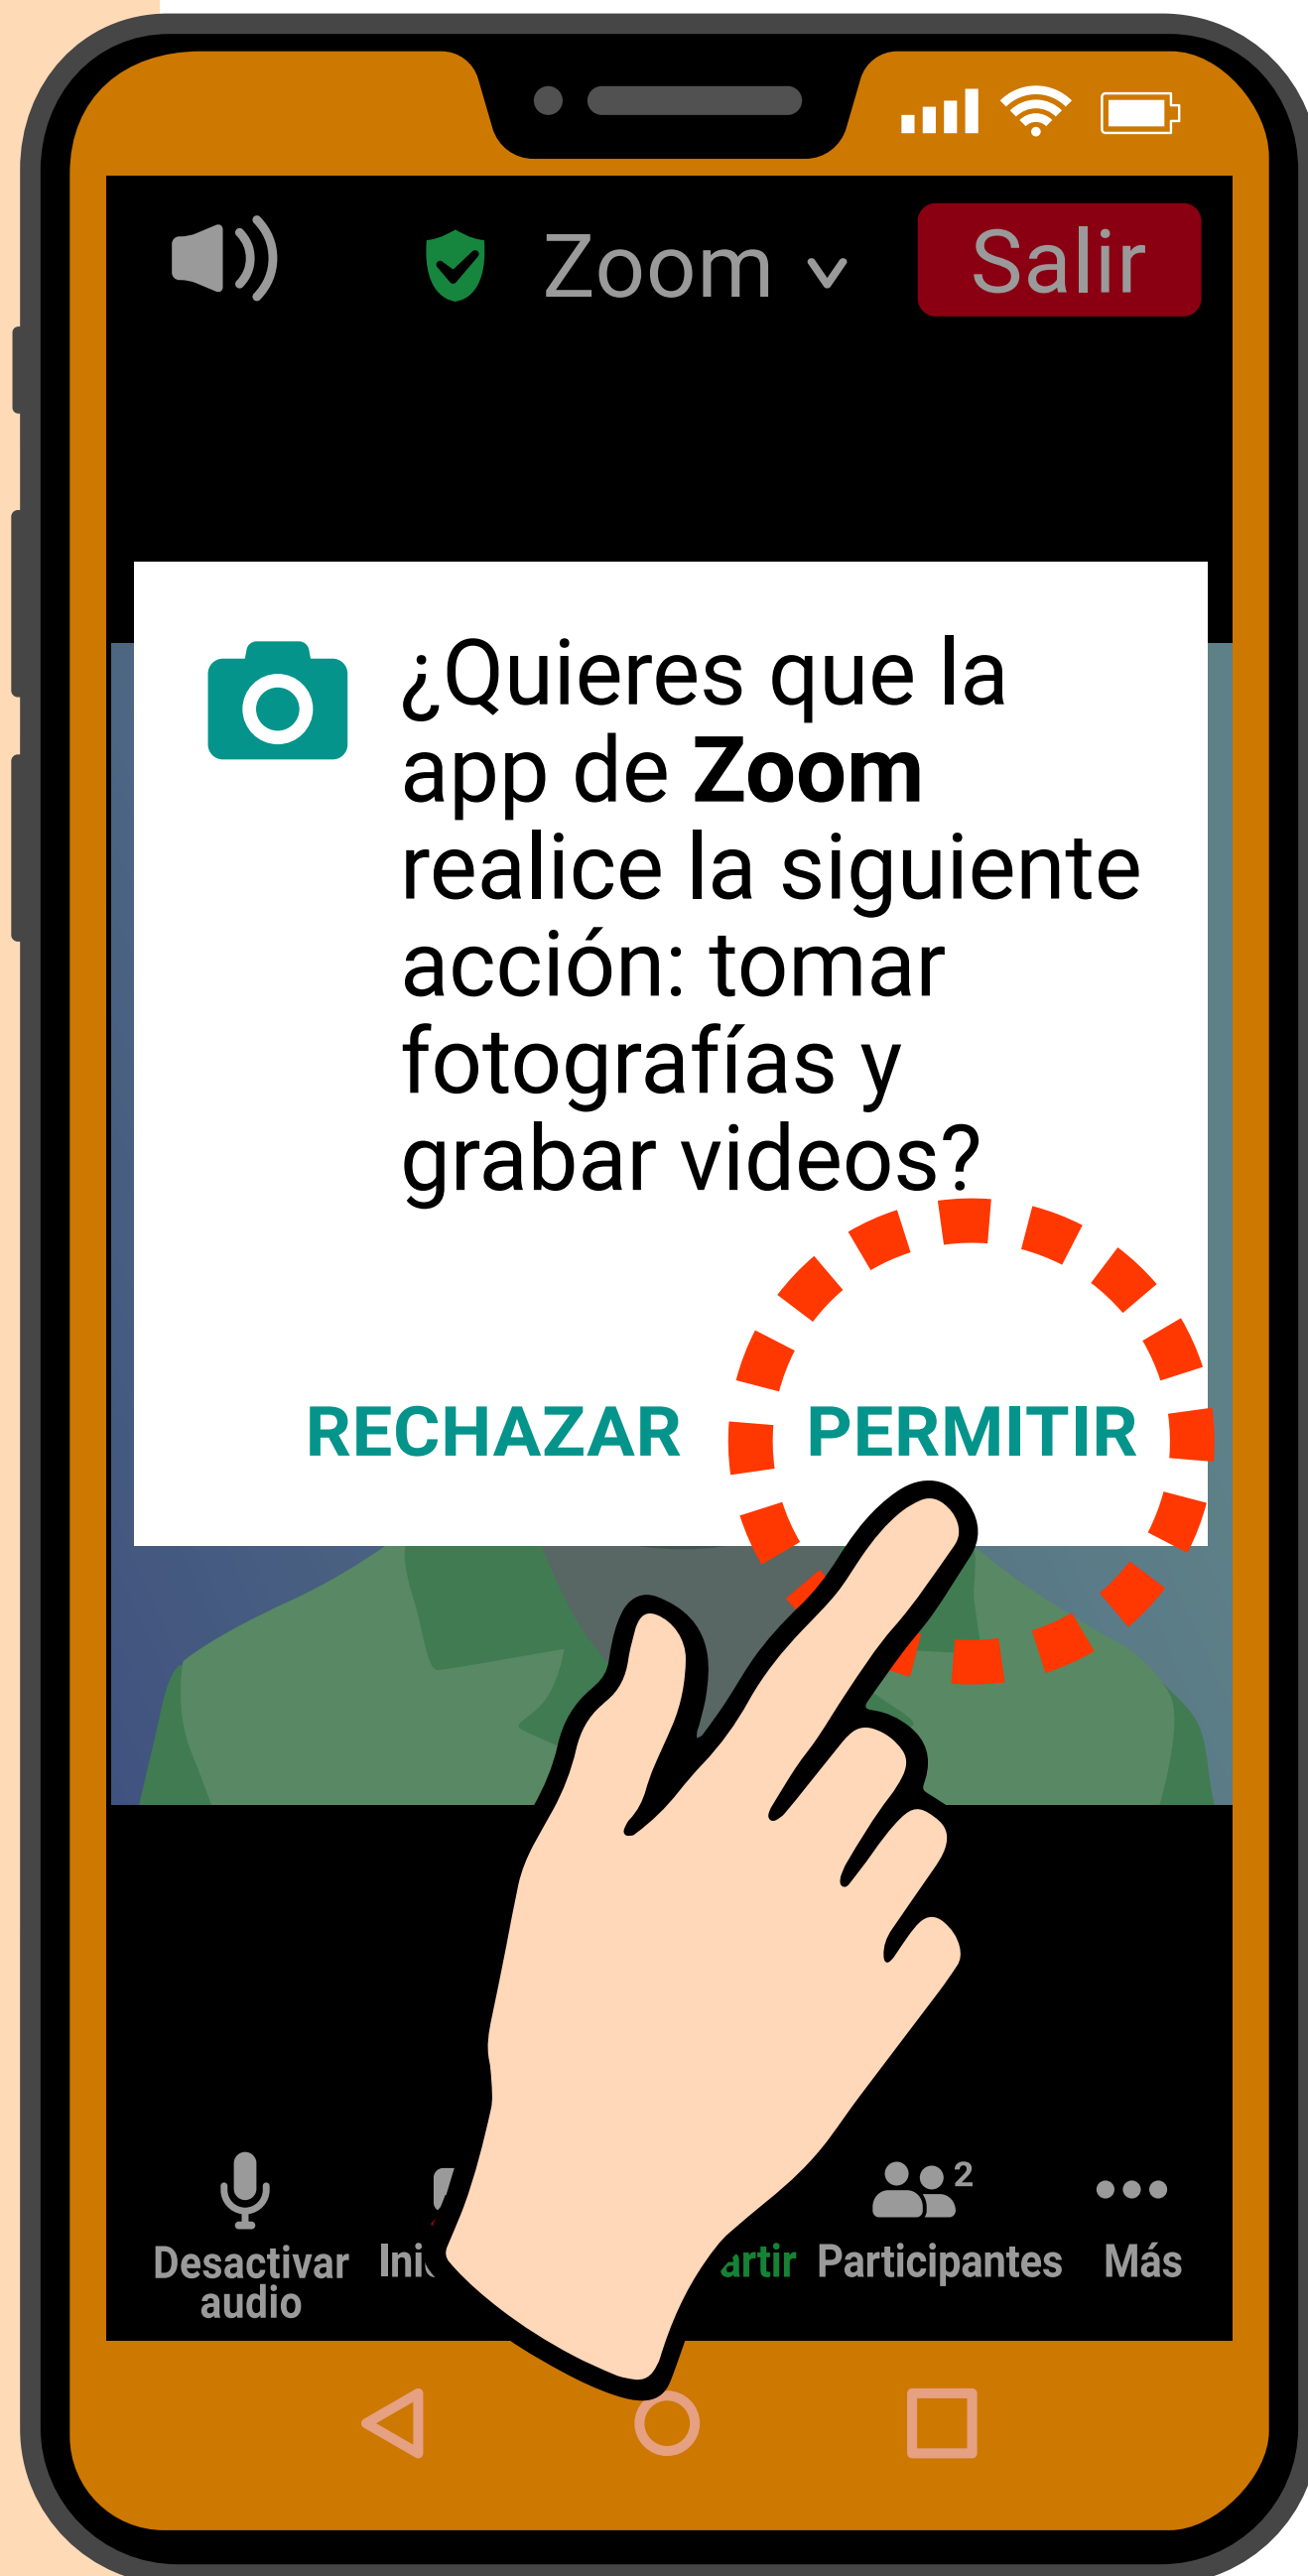 Zoom
Salir
¿Quieres que la
app de Zoom
realice la siguiente
acción: tomar
fotografías y
grabar videos?
RECHAZAR PERMITIR
2
Desactivar
audio
Participantes
Más